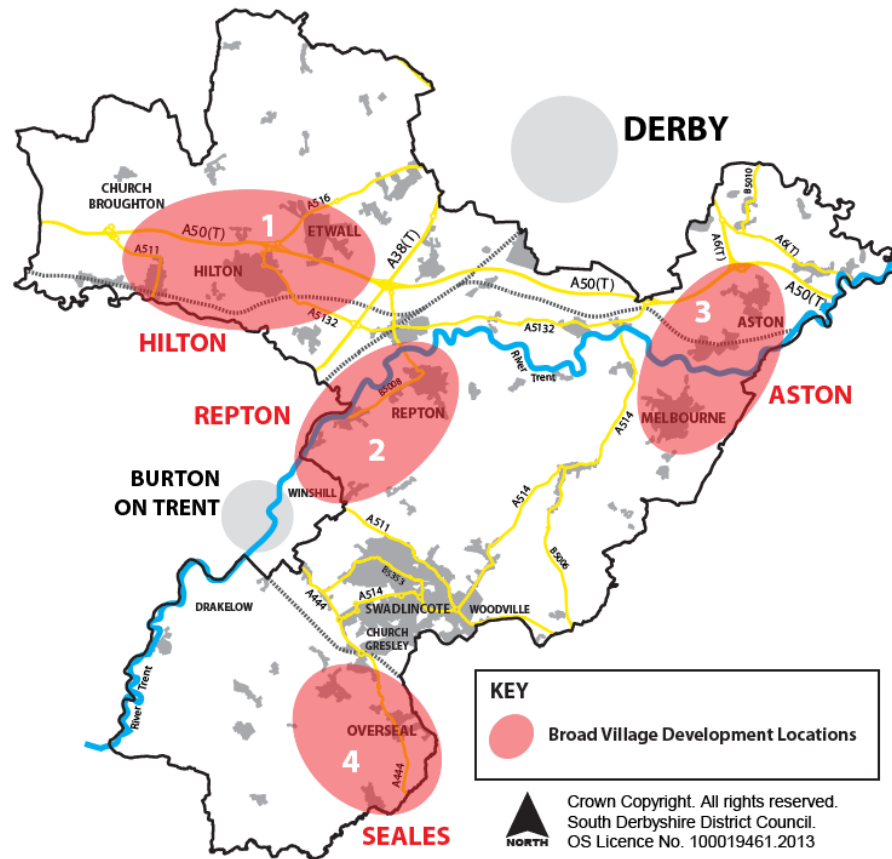 DERBY
CHURCH
BROUGHTON
A516
1
ETWALL
A50(T)
A511
HILTON
A38(T)
A5132
HILTON
B5010
A6(T)
A6(T)
A50(T)
A50(T)
3
ASTON
A5132
River
Trent
ASTON
MELBOURNE
A514
REPTON
B5008
REPTON
2
BURTON
ON TRENT
WINSHILL
A511
A514
B5006
A444
B5353
A514
SWADLINCOTE
WOODVILLE
CHURCH
GRESLEY
DRAKELOW
River Trent
OVERSEAL
4
A444
SEALES
KEY
Broad Village Development Locations
NORTH
Crown Copyright. All rights reserved.
South Derbyshire District Council.
OS Licence No. 100019461.2013